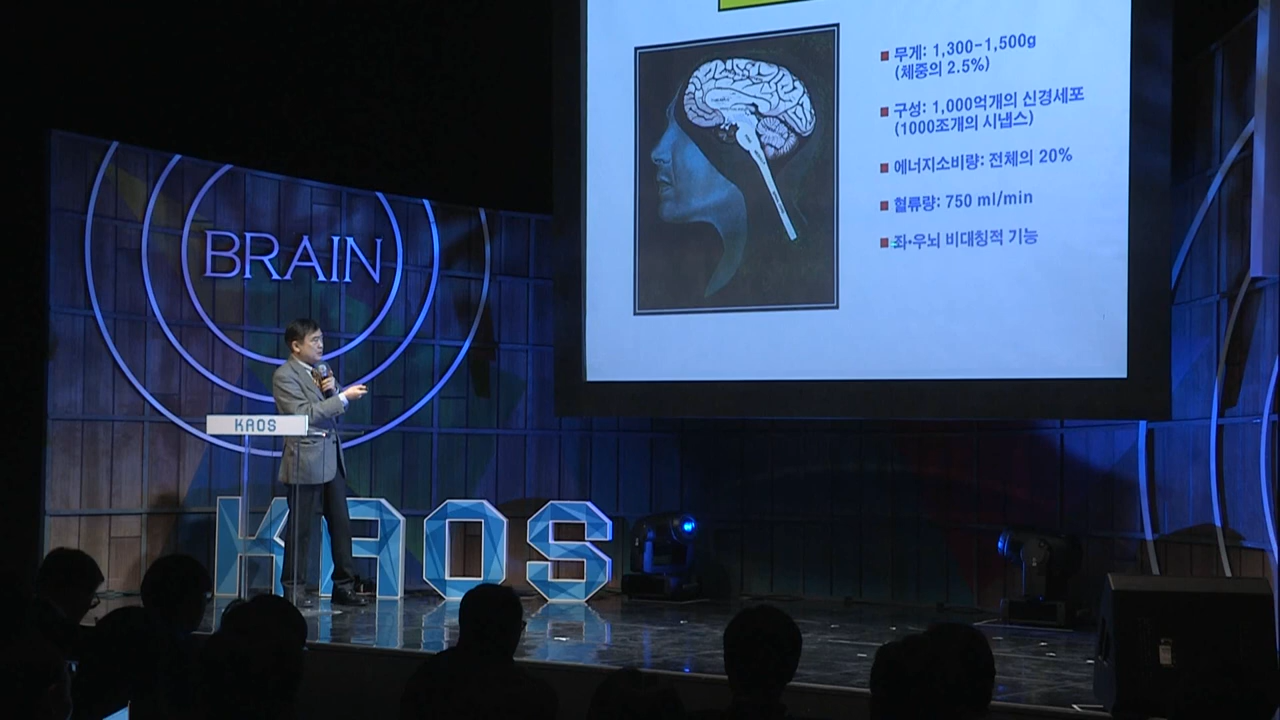 무게: 1,300-1,500g
(체중의 2.5%)
구성: 1,000억개의 신경세포
(1000조개의 시냅스)
에너지소비량: 전체의 20%
혈류량: 750 ml/min
좌·우뇌 비대칭적 기능
BRAIN
KAOS
KAOS